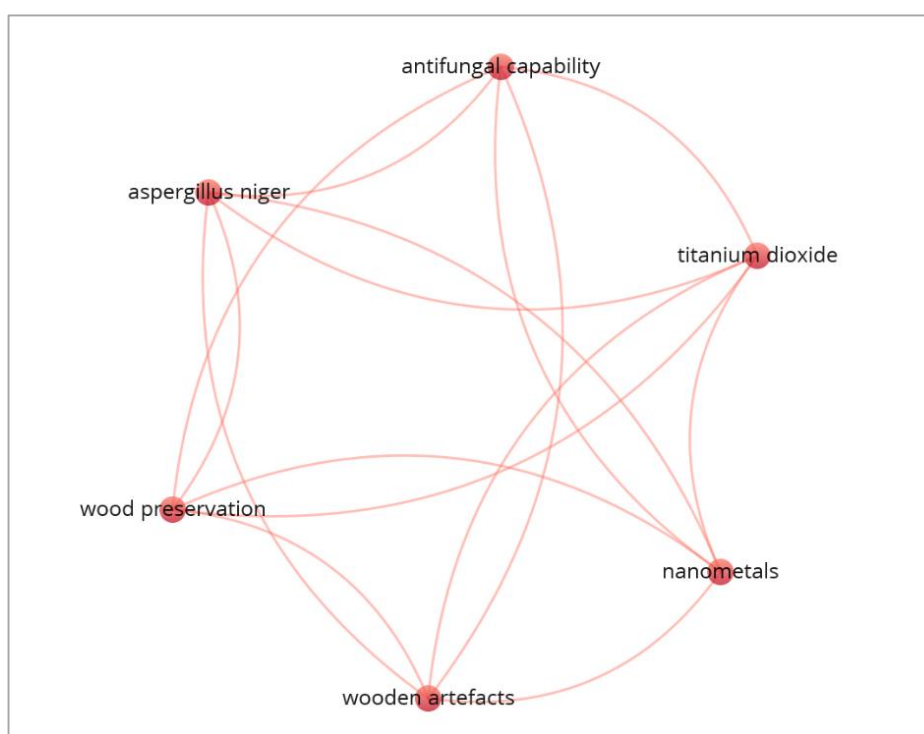 antifungal capability
aspergillus niger
titanium dioxide
wood preservation
nanometals
wooden artefacts